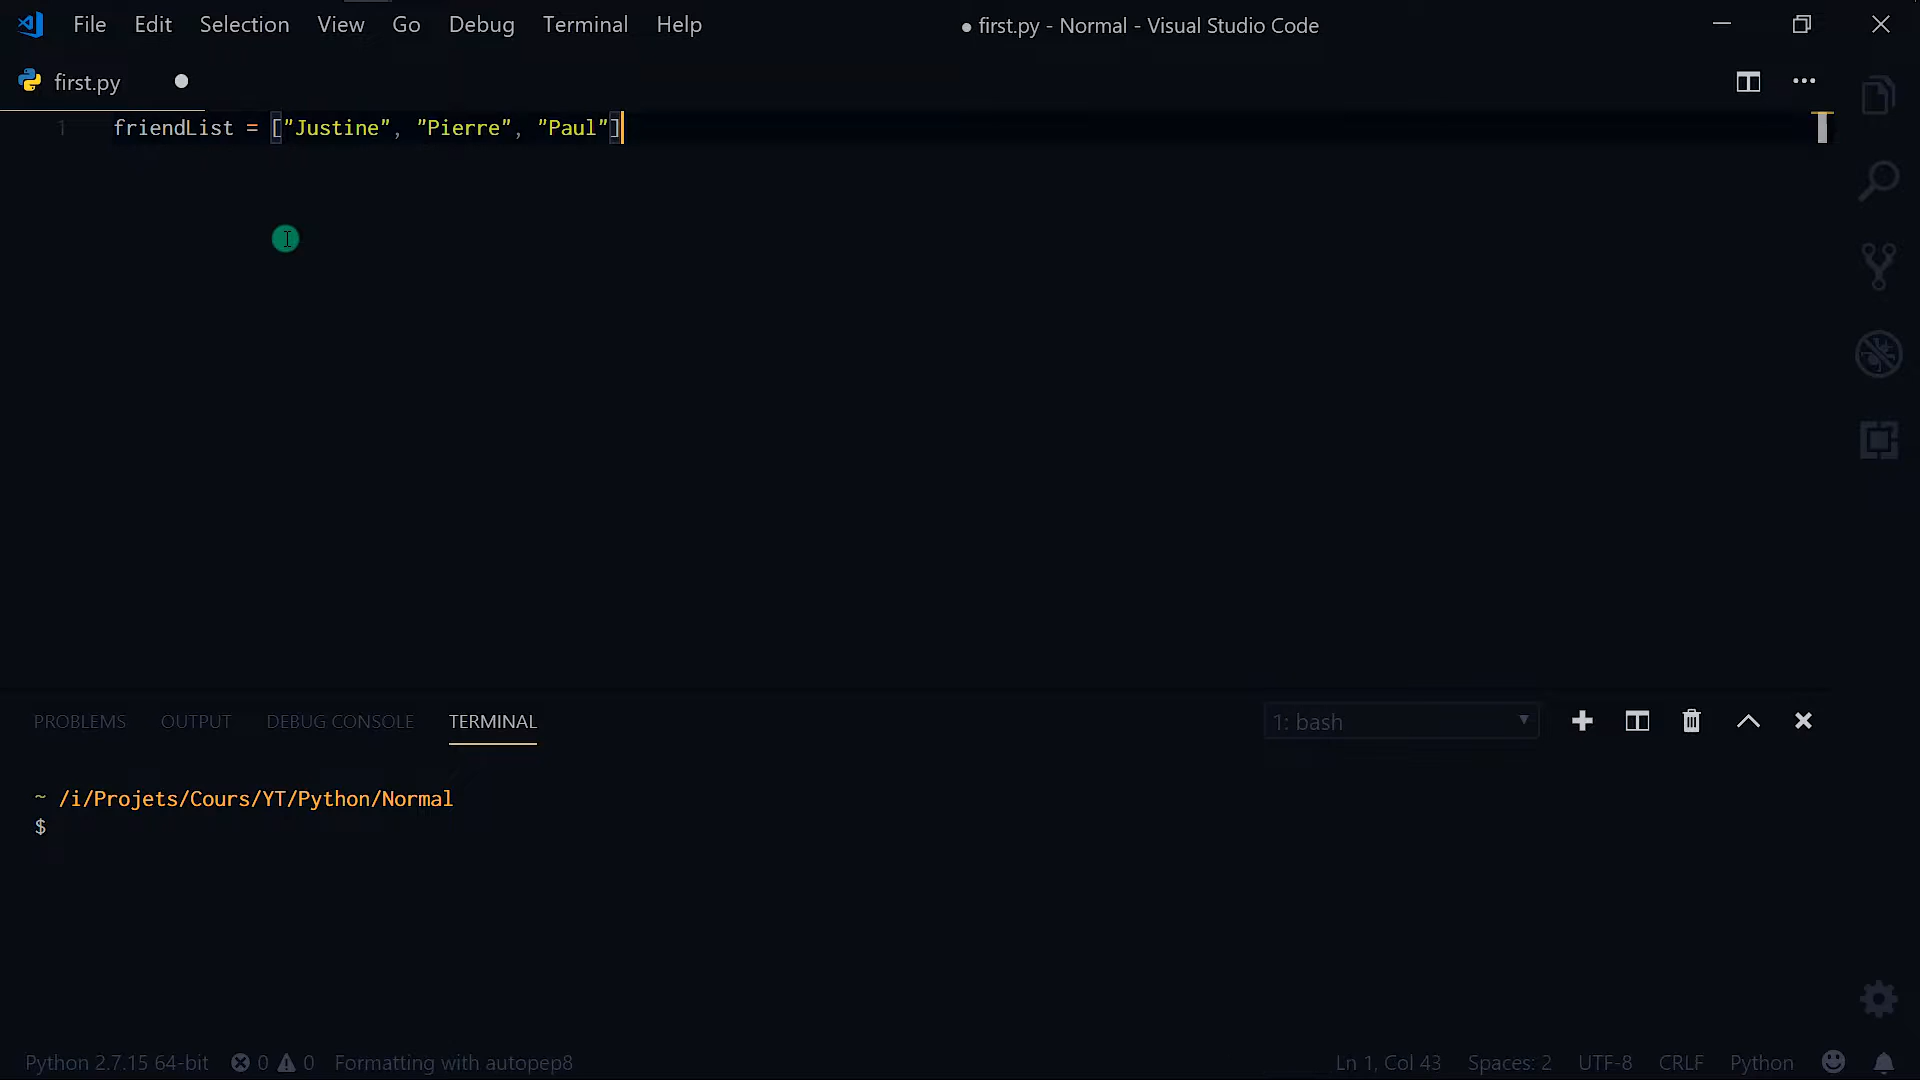 File Edit Selection View Go Debug Terminal Help ● first.py - Normal - Visual Studio Code
first.py
1 friendList = ["Justine", "Pierre", "Paul"]
PROBLEMS OUTPUT DEBUG CONSOLE TERMINAL 1: bash
~ /i/Projets/Cours/YT/Python/Normal
$
Python 2.7.15 64-bit 0 0 Formatting with autopep8 Ln 1, Col 43 Spaces: 2 UTF-8 CRLF Python